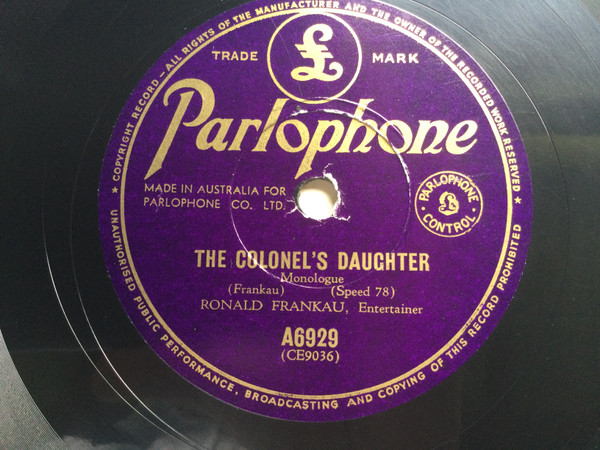 COPYRIGHT RECORD—ALL RIGHTS OF THE MANUFACTURER AND THE OWNER OF THE RECORDED WORK RESERVED
£
TRADE MARK
Parlophone
MADE IN AUSTRALIA FOR
PARLOPHONE CO. LTD.
PARLOPHONE
£
CONTROL
THE COLONEL'S DAUGHTER
Monologue
(Frankau) (Speed 78)
RONALD FRANKAU, Entertainer
A6929
(CE9036)
UNAUTHORISED PUBLIC PERFORMANCE, BROADCASTING AND COPYING OF THIS RECORD PROHIBITED